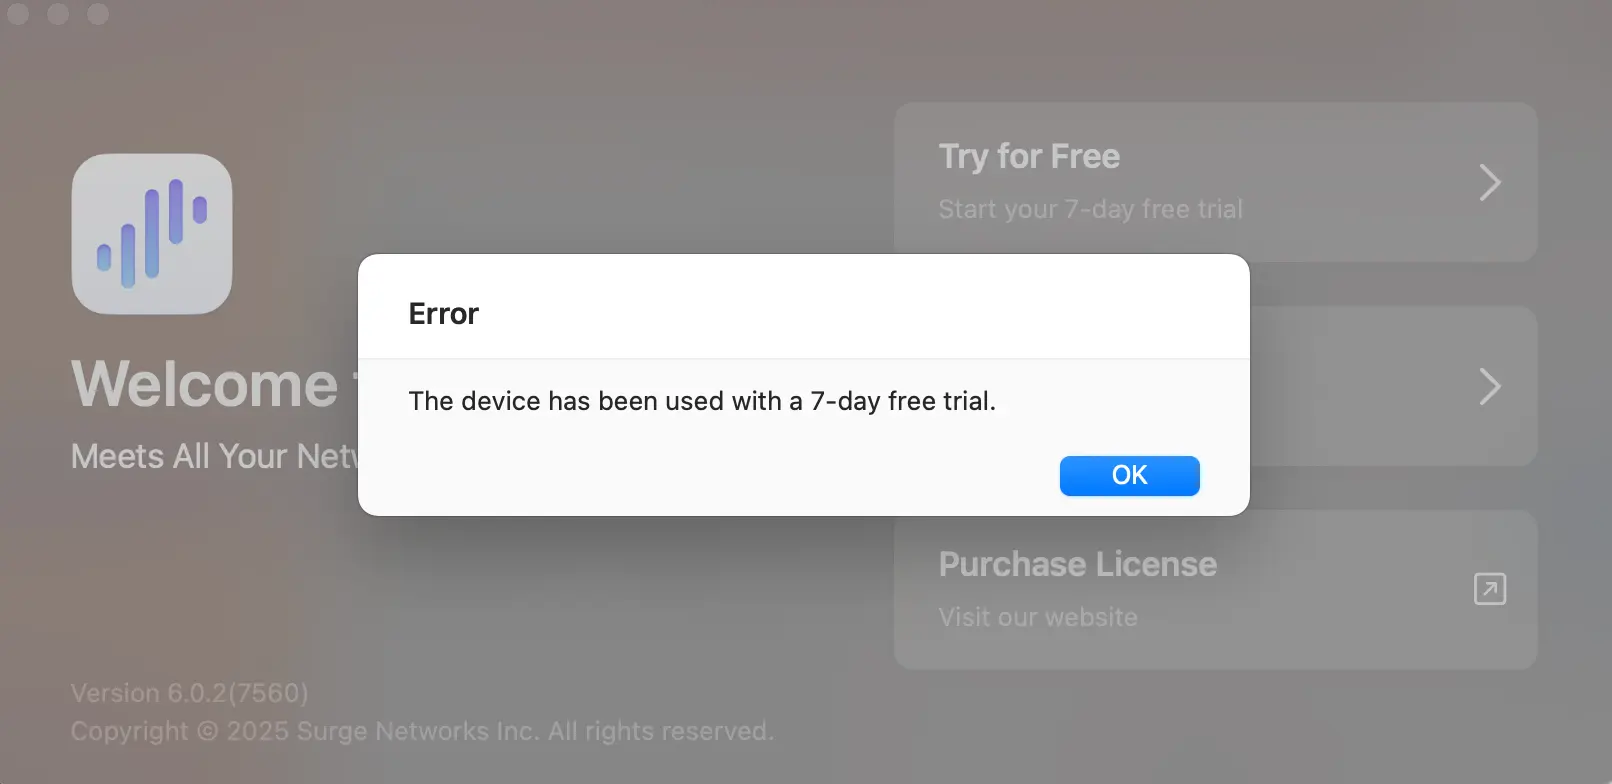 Try for Free
Start your 7-day free trial
Error
The device has been used with a 7-day free trial.
OK
Welcome
Meets All Your Net
Purchase License
Visit our website
Version 6.0.2(7560)
Copyright © 2025 Surge Networks Inc. All rights reserved.